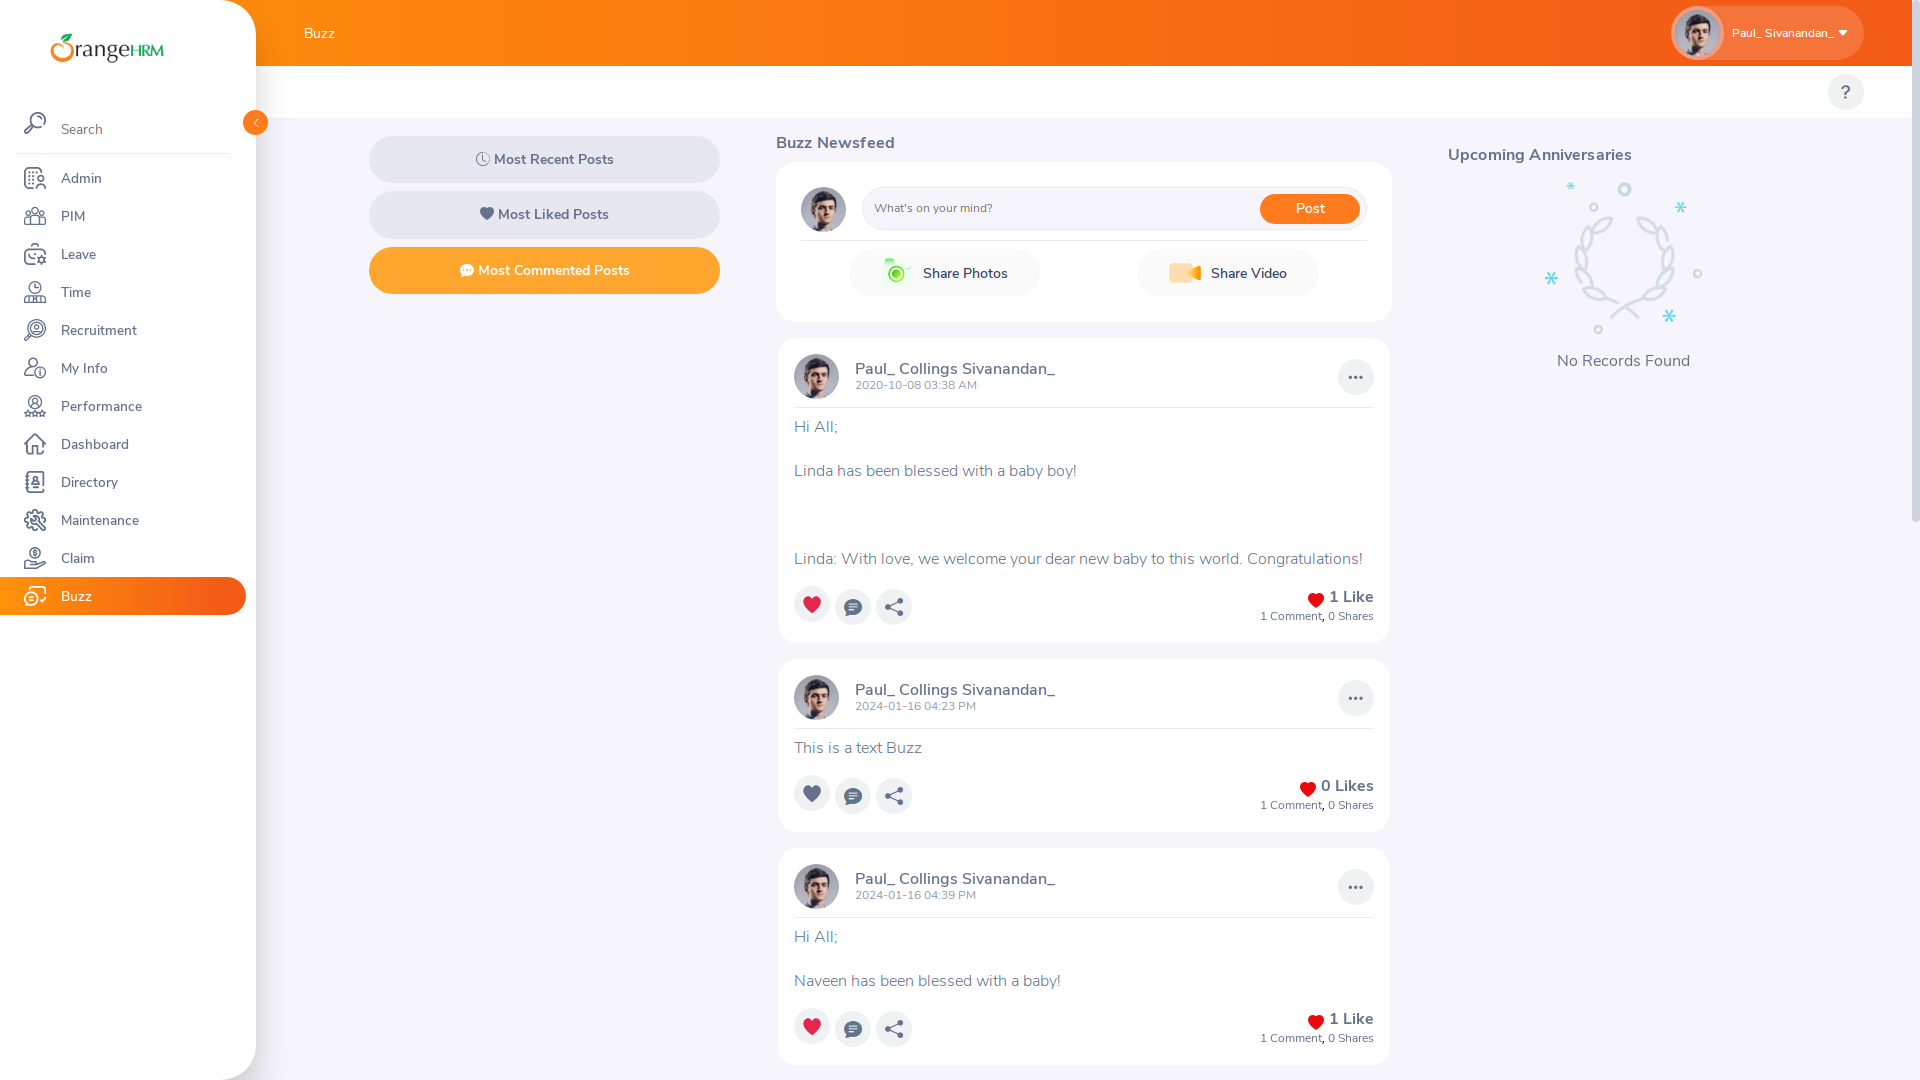 OrangeHRM
Buzz
Paul_ Sivanandan_
?
Search
Admin
PIM
Leave
Time
Recruitment
My Info
Performance
Dashboard
Directory
Maintenance
Claim
Buzz
Most Recent Posts
Most Liked Posts
Most Commented Posts
Buzz Newsfeed
What's on your mind?
Post
Share Photos
Share Video
Paul_ Collings Sivanandan_
2020-10-08 03:38 AM
Hi All;
Linda has been blessed with a baby boy!
Linda: With love, we welcome your dear new baby to this world. Congratulations!
1 Like
1 Comment, 0 Shares
Paul_ Collings Sivanandan_
2024-01-16 04:23 PM
This is a text Buzz
0 Likes
1 Comment, 0 Shares
Paul_ Collings Sivanandan_
2024-01-16 04:39 PM
Hi All;
Naveen has been blessed with a baby!
1 Like
1 Comment, 0 Shares
Upcoming Anniversaries
No Records Found